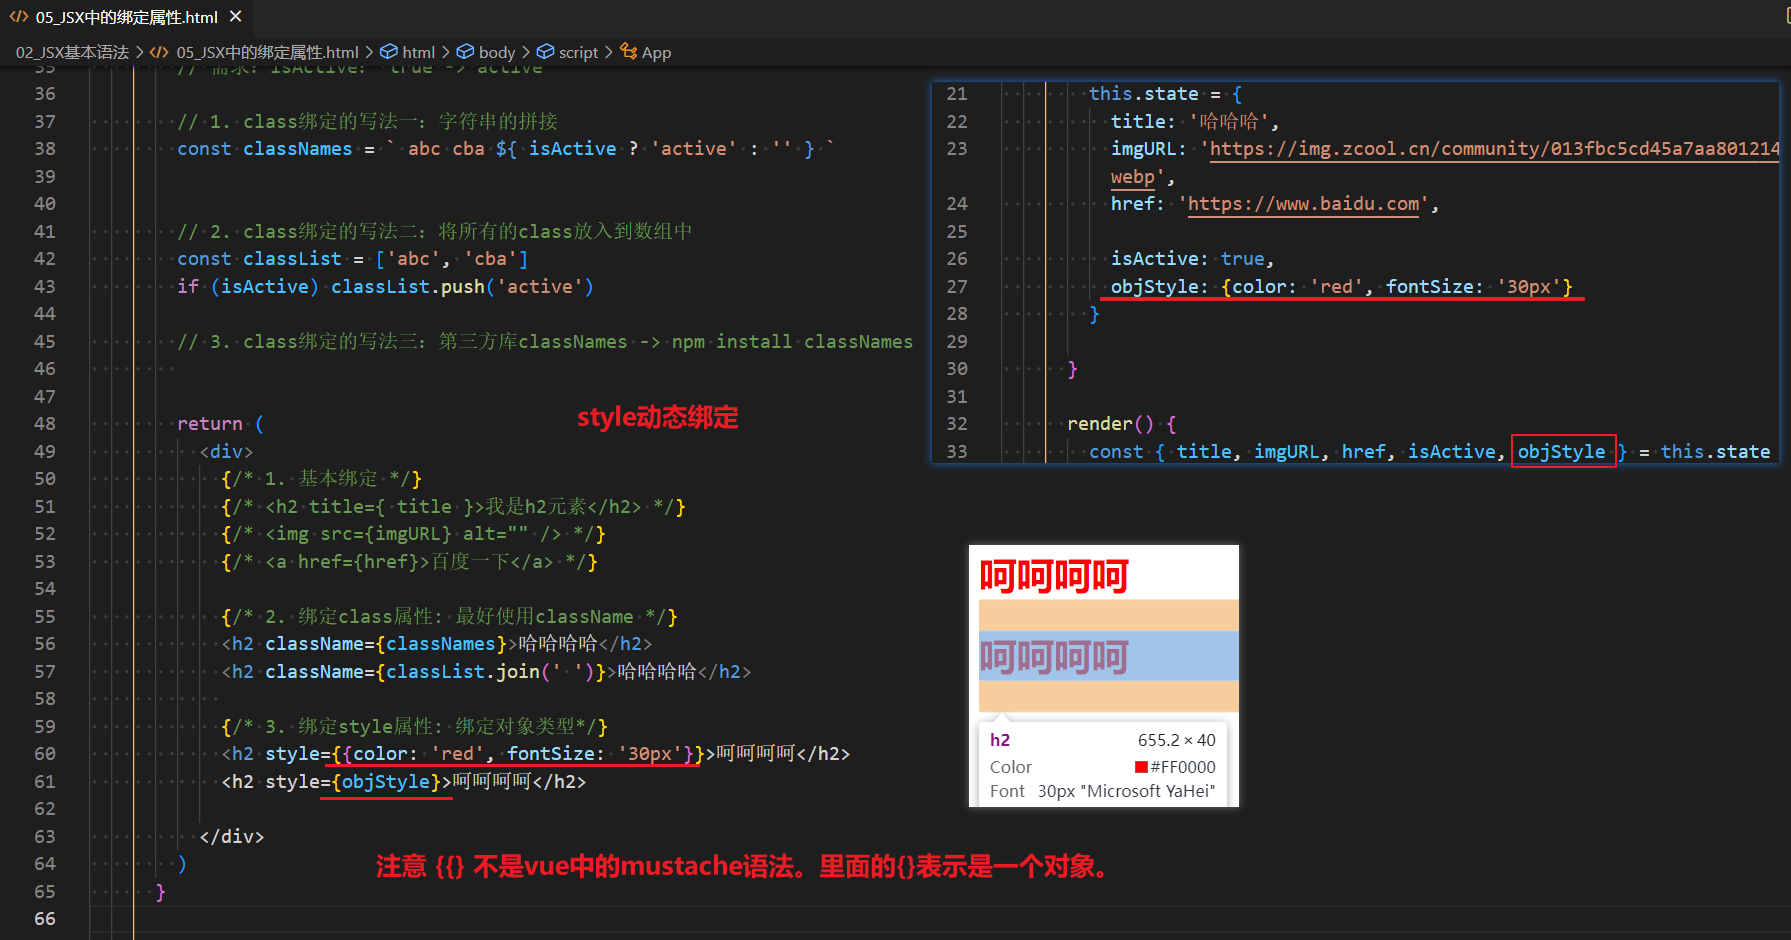 05_JSX中的绑定属性.html ×
02_JSX基本语法 > 05_JSX中的绑定属性.html > html > body > script > App
35 // 需求: isActive: true -> active
36
37 // 1. class绑定的写法一: 字符串的拼接
38 const classNames = ` abc cba ${ isActive ? 'active' : '' } `
39
40
41 // 2. class绑定的写法二: 将所有的class放入到数组中
42 const classList = ['abc', 'cba']
43 if (isActive) classList.push('active')
44
45 // 3. class绑定的写法三: 第三方库classNames -> npm install classNames
46
47
48 return (
49 <div>
50 {/* 1. 基本绑定 */}
51 {/* <h2 title={ title }>我是h2元素</h2> */}
52 {/* <img src={imgURL} alt="" /> */}
53 {/* <a href={href}>百度一下</a> */}
54
55 {/* 2. 绑定class属性: 最好使用className */}
56 <h2 className={classNames}>哈哈哈哈</h2>
57 <h2 className={classList.join(' ')}>哈哈哈哈</h2>
58
59 {/* 3. 绑定style属性: 绑定对象类型*/}
60 <h2 style={{color: 'red', fontSize: '30px'}}>呵呵呵呵</h2>
61 <h2 style={objStyle}>呵呵呵呵</h2>
62
63 </div>
64 )
65 }
66
style动态绑定
注意 {{} 不是vue中的mustache语法。里面的{}表示是一个对象。
21 this.state = {
22 title: '哈哈哈',
23 imgURL: 'https://img.zcool.cn/community/013fbc5cd45a7aa801214
webp',
24 href: 'https://www.baidu.com',
25
26 isActive: true,
27 objStyle: {color: 'red', fontSize: '30px'}
28 }
29
30 }
31
32 render() {
33 const { title, imgURL, href, isActive, objStyle } = this.state
呵呵呵呵
呵呵呵呵
h2 655.2 × 40
Color #FF0000
Font 30px "Microsoft YaHei"